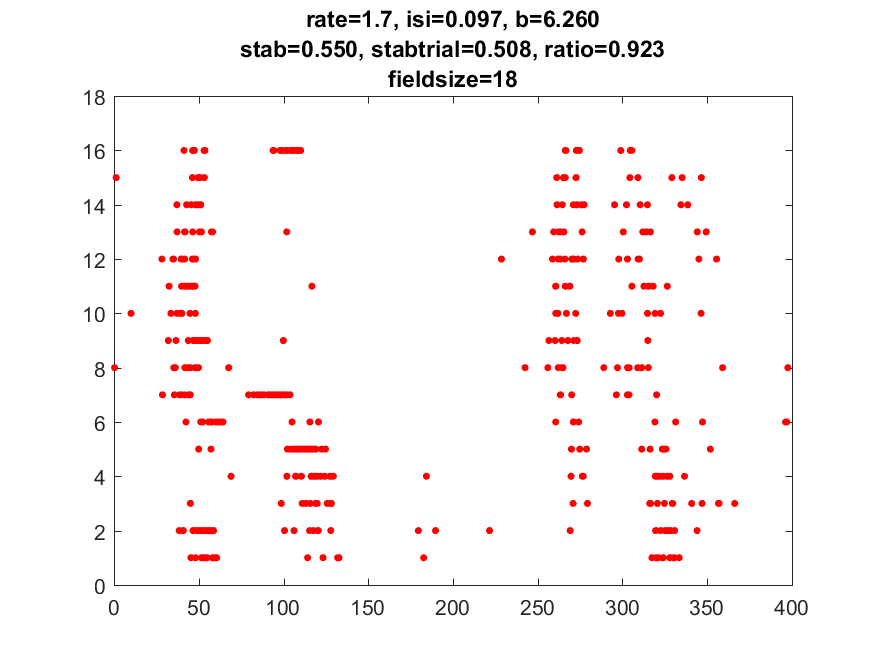 rate=1.7, isi=0.097, b=6.260
stab=0.550, stabtrial=0.508, ratio=0.923
fieldsize=18
18
16
14
12
10
8
6
4
2
0
0 50 100 150 200 250 300 350 400